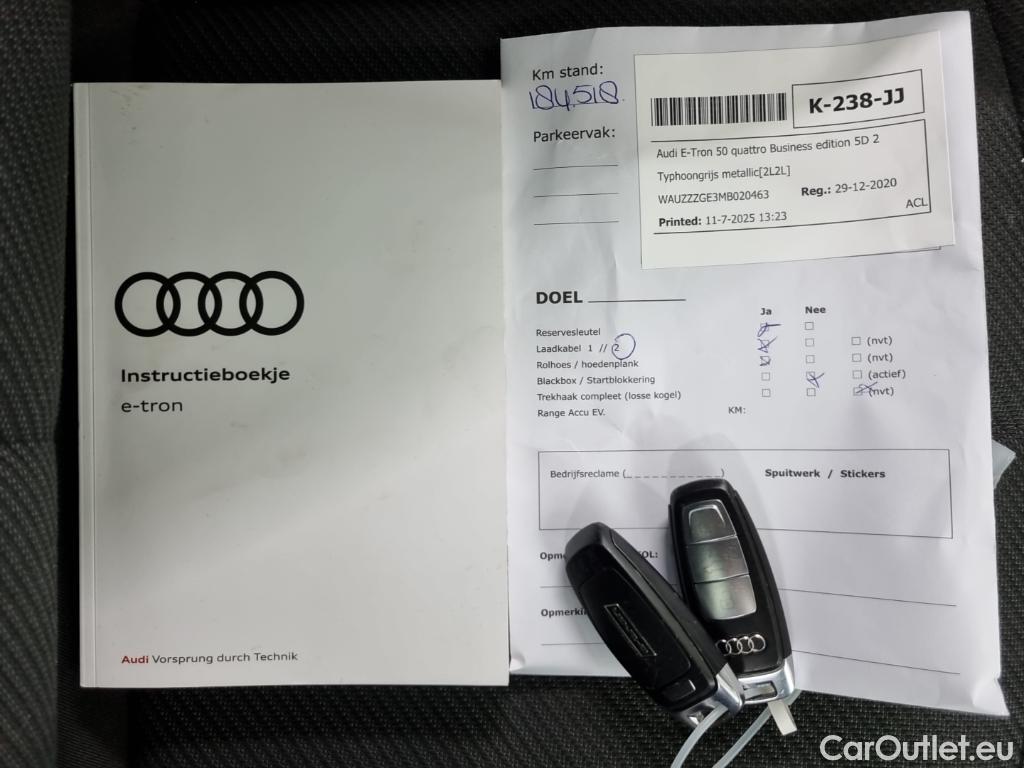 Instructieboekje
e-tron
Audi Vorsprung durch Technik
Km stand:
184518
Parkeervak:
K-238-JJ
Audi E-Tron 50 quattro Business edition 5D 2
Typhoongrijs metallic[2L2L]
WAUZZZGE3MB020463 Reg.: 29-12-2020
ACL
Printed: 11-7-2025 13:23
DOEL
Ja Nee
Reservesleutel
Laadkabel 1 // 2 (nvt)
Rolhoes / hoedenplank (nvt)
Blackbox / Startblokkering (actief)
Trekhaak compleet (losse kogel) (nvt)
Range Accu EV. KM:
Bedrijfsreclame ( ) Spuitwerk / Stickers
CarOutlet.eu